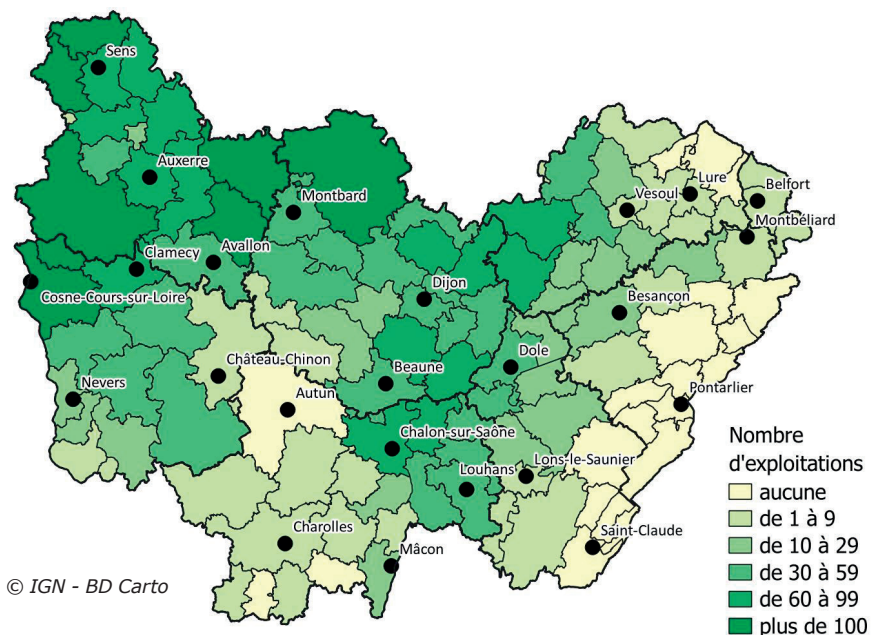 Sens
Auxerre
Montbard
Vesoul
Lure
Belfort
Montbéliard
Clamecy
Avallon
Cosne-Cours-sur-Loire
Dijon
Besançon
Château-Chinon
Beaune
Dole
Nevers
Autun
Pontarlier
Chalon-sur-Saône
Louhans
Lons-le-Saunier
Charolles
Mâcon
Saint-Claude
Nombre
d'exploitations
aucune
de 1 à 9
de 10 à 29
de 30 à 59
de 60 à 99
plus de 100
© IGN - BD Carto